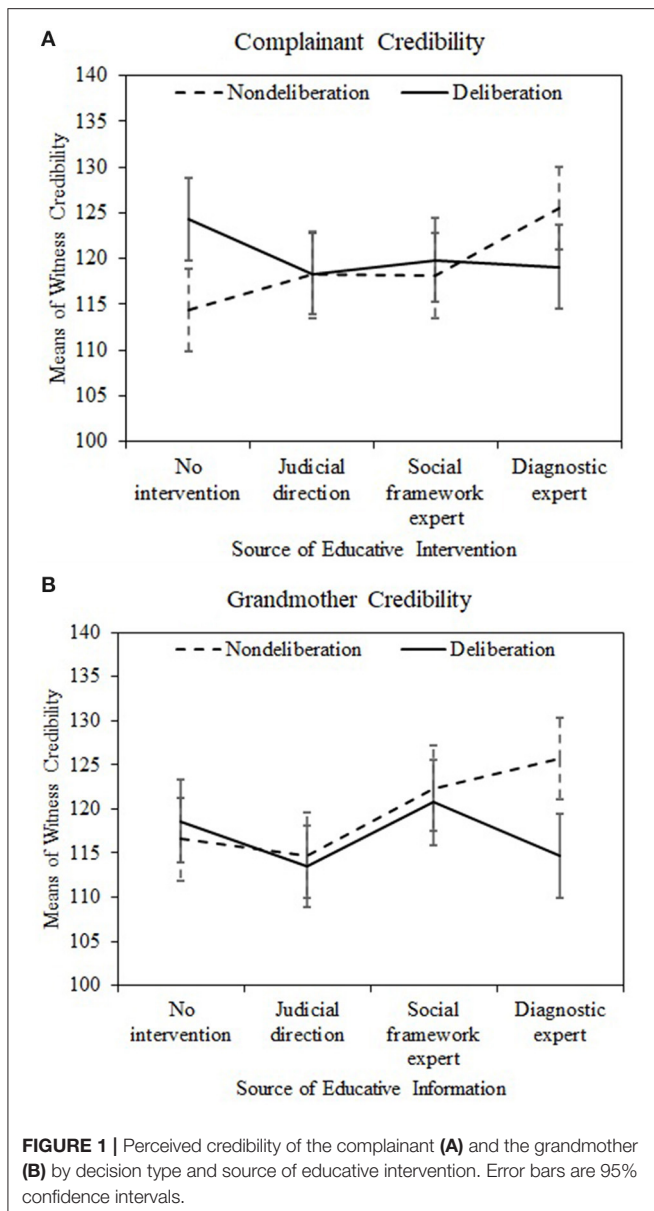 A
Complainant Credibility
140
135
130
125
120
115
110
105
100
Means of Witness Credibility
Nondeliberation Deliberation
No intervention
Judicial direction
Social framework expert
Diagnostic expert
Source of Educative Intervention
B
Grandmother Credibility
140
135
130
125
120
115
110
105
100
Means of Witness Credibility
Nondeliberation Deliberation
No intervention
Judicial direction
Social framework expert
Diagnostic expert
Source of Educative Information
FIGURE 1 | Perceived credibility of the complainant (A) and the grandmother
(B) by decision type and source of educative intervention. Error bars are 95%
confidence intervals.